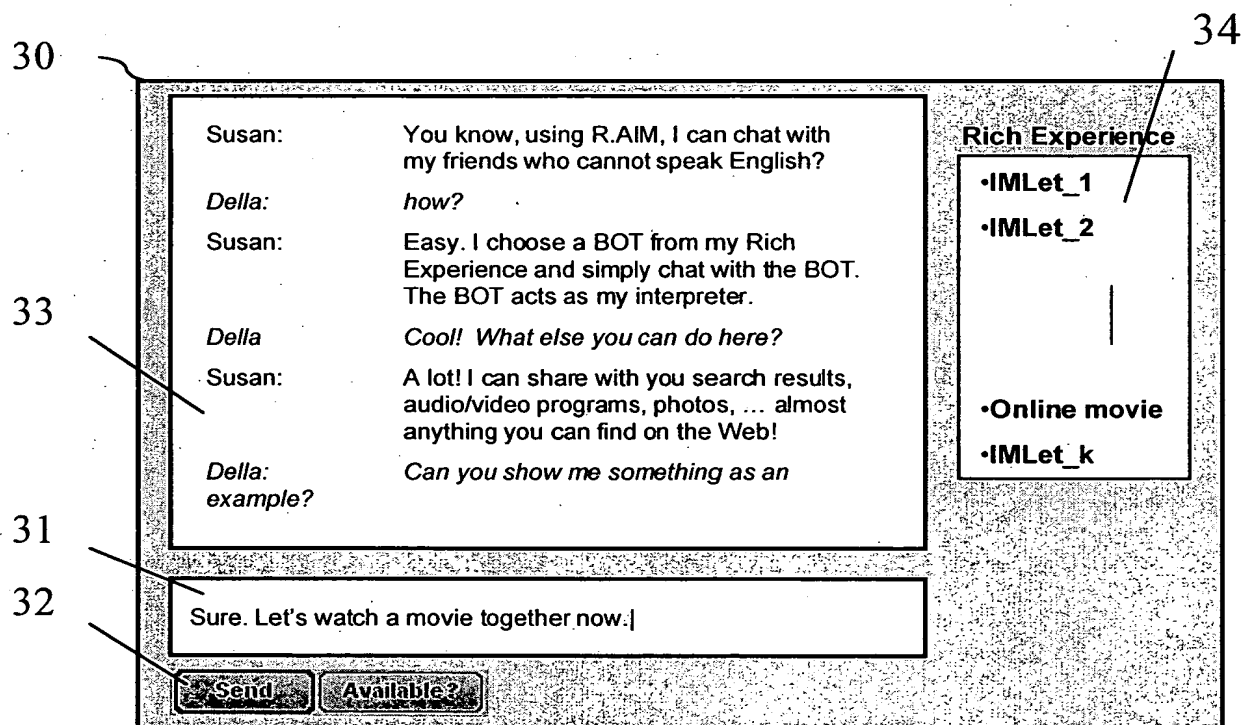 34
30
Susan: You know, using R.AIM, I can chat with
my friends who cannot speak English?
Della: how?
Susan: Easy. I choose a BOT from my Rich
Experience and simply chat with the BOT.
The BOT acts as my interpreter.
33
Della Cool! What else you can do here?
Susan: A lot! I can share with you search results,
audio/video programs, photos, ... almost
anything you can find on the Web!
Della: Can you show me something as an
example?
Rich Experience
•IMLet_1
•IMLet_2
•Online movie
•IMLet_k
31
Sure. Let's watch a movie together now.
32
Send Available?